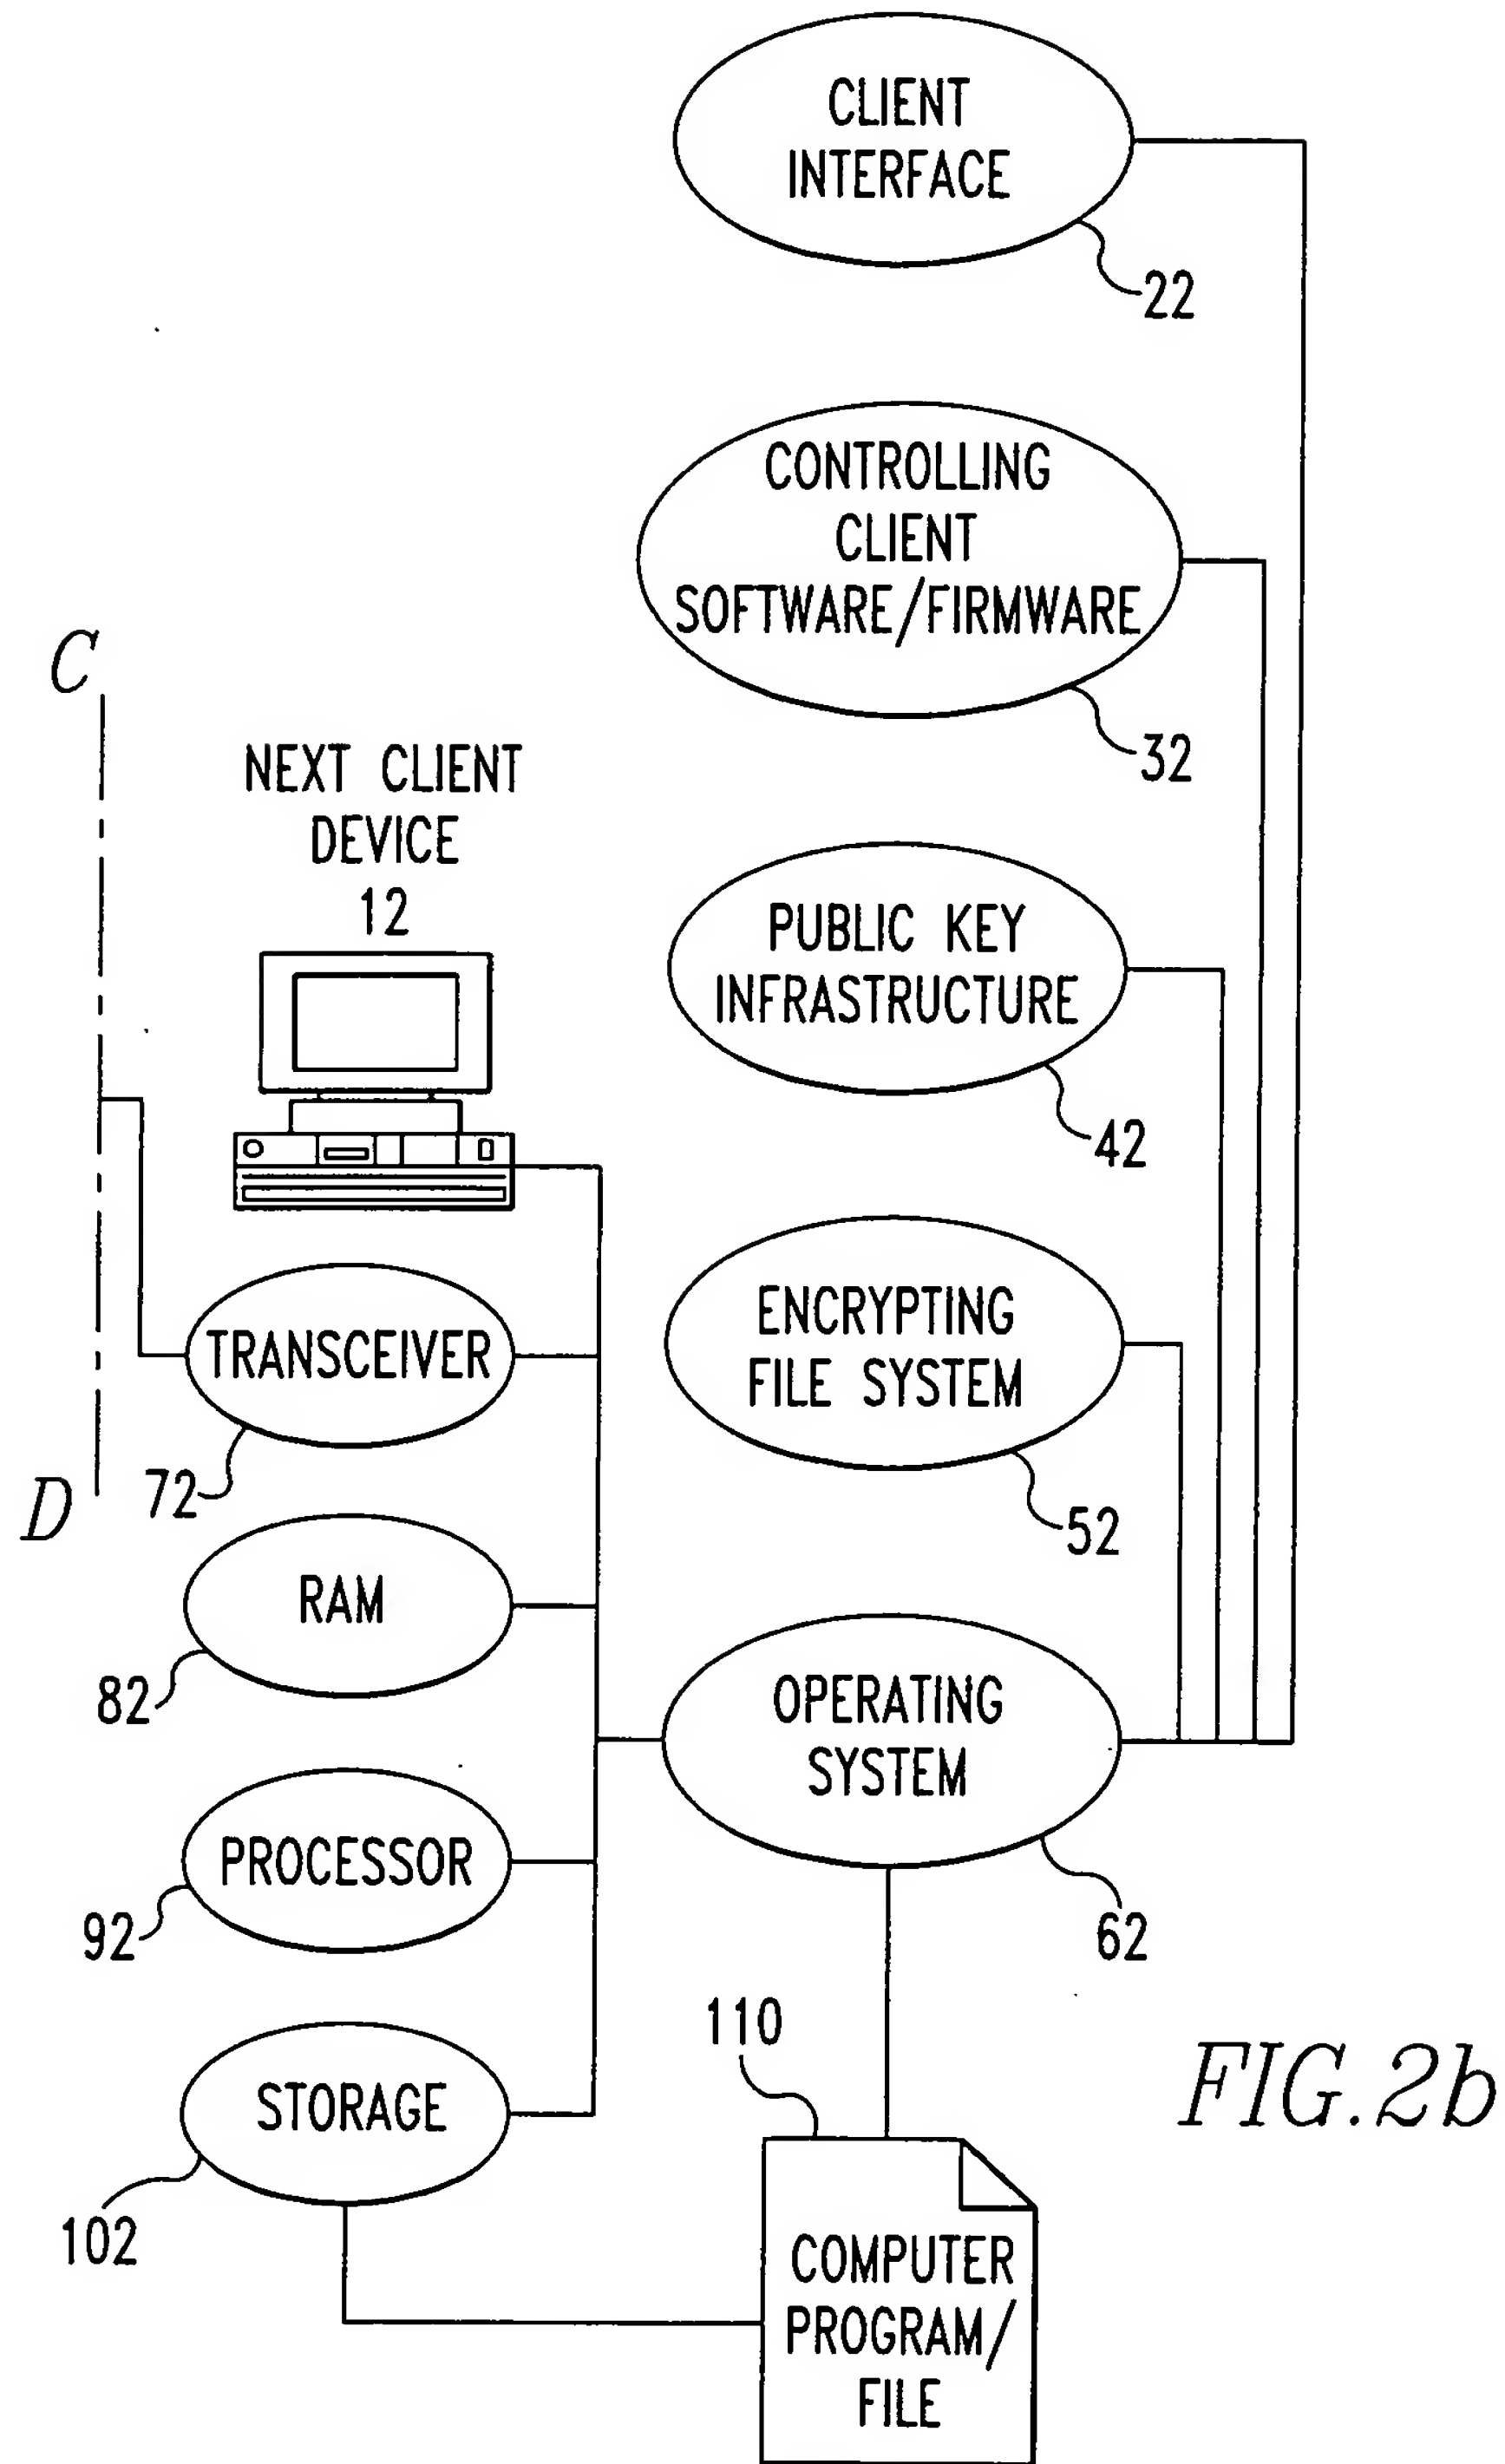 CLIENT
INTERFACE
22
CONTROLLING
CLIENT
SOFTWARE/FIRMWARE
32
C
NEXT CLIENT
DEVICE
12
PUBLIC KEY
INFRASTRUCTURE
42
ENCRYPTING
FILE SYSTEM
52
TRANSCEIVER
72
D
RAM
82
OPERATING
SYSTEM
62
PROCESSOR
92
110
STORAGE
102
COMPUTER
PROGRAM/
FILE
FIG.2b